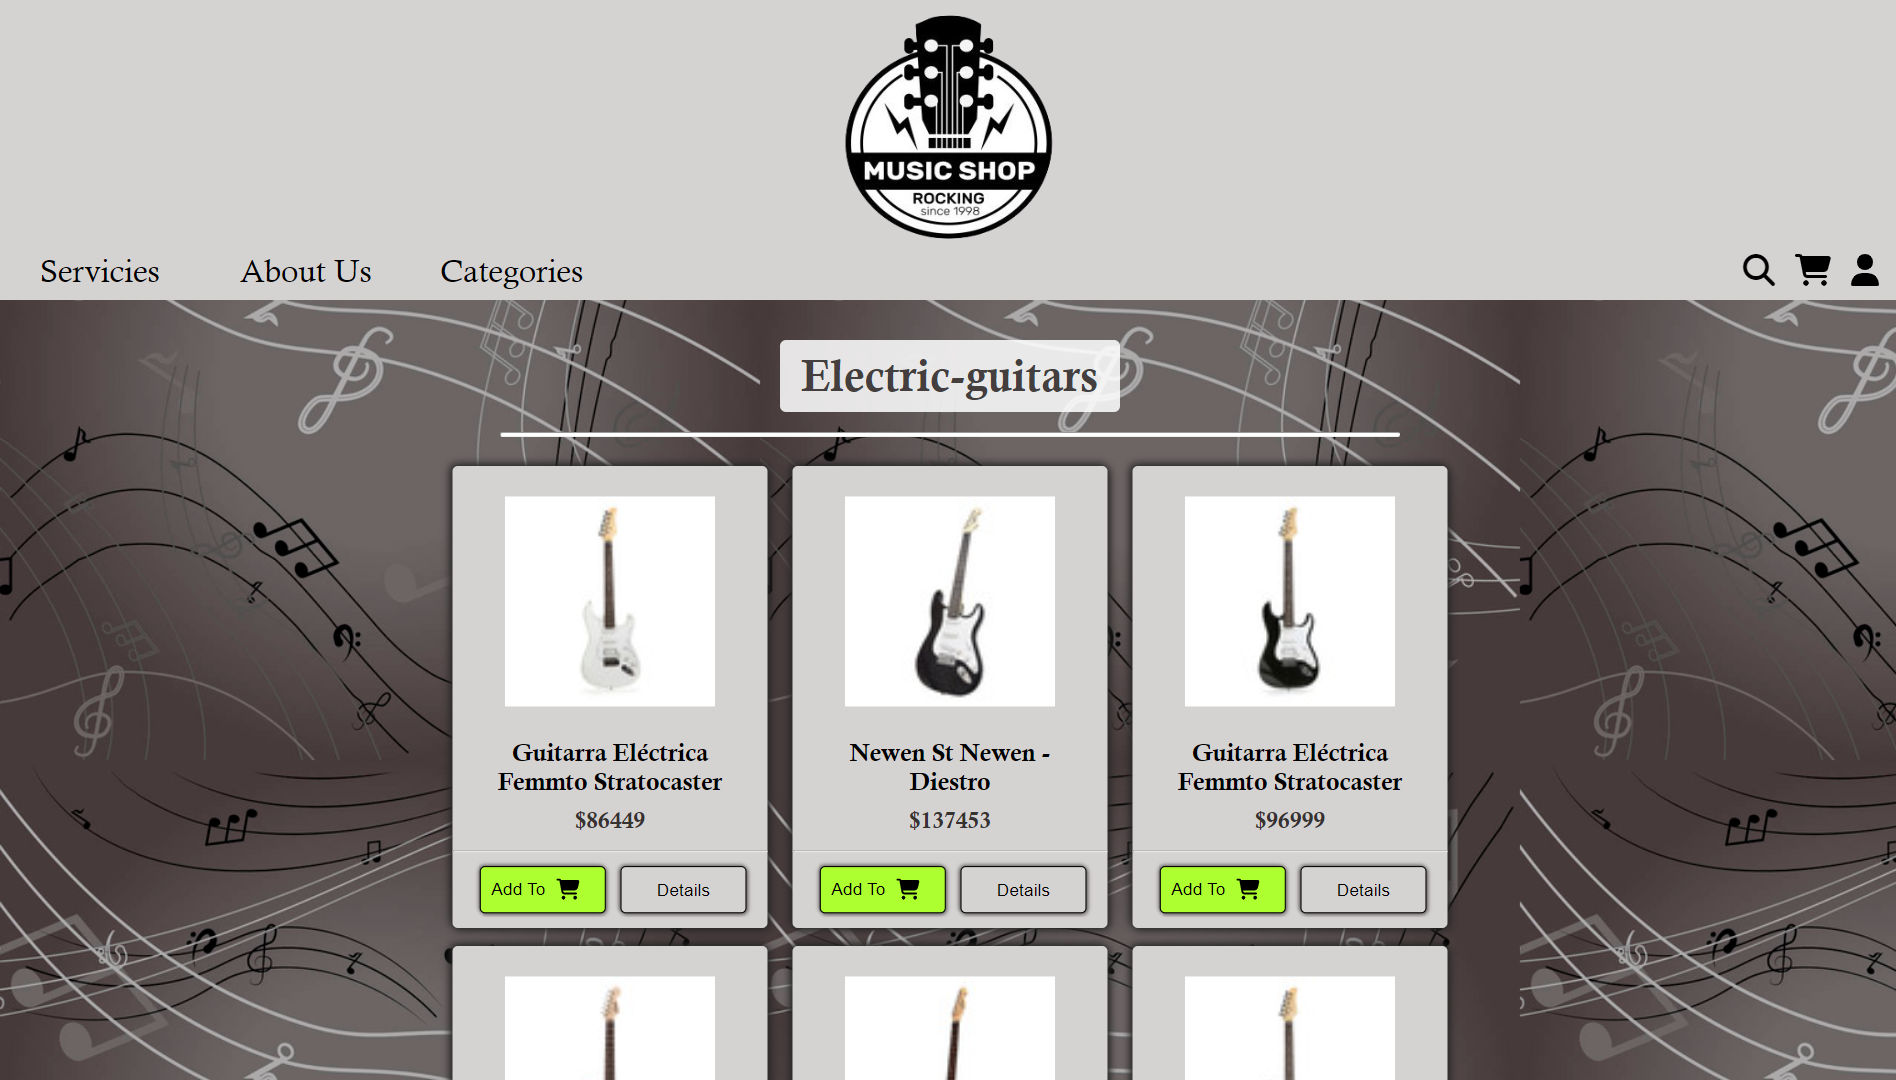 MUSIC SHOP
ROCKING
since 1998
Servicies
About Us
Categories
Electric-guitars
Guitarra Eléctrica
Femmto Stratocaster
$86449
Add To
Details
Newen St Newen -
Diestro
$137453
Add To
Details
Guitarra Eléctrica
Femmto Stratocaster
$96999
Add To
Details